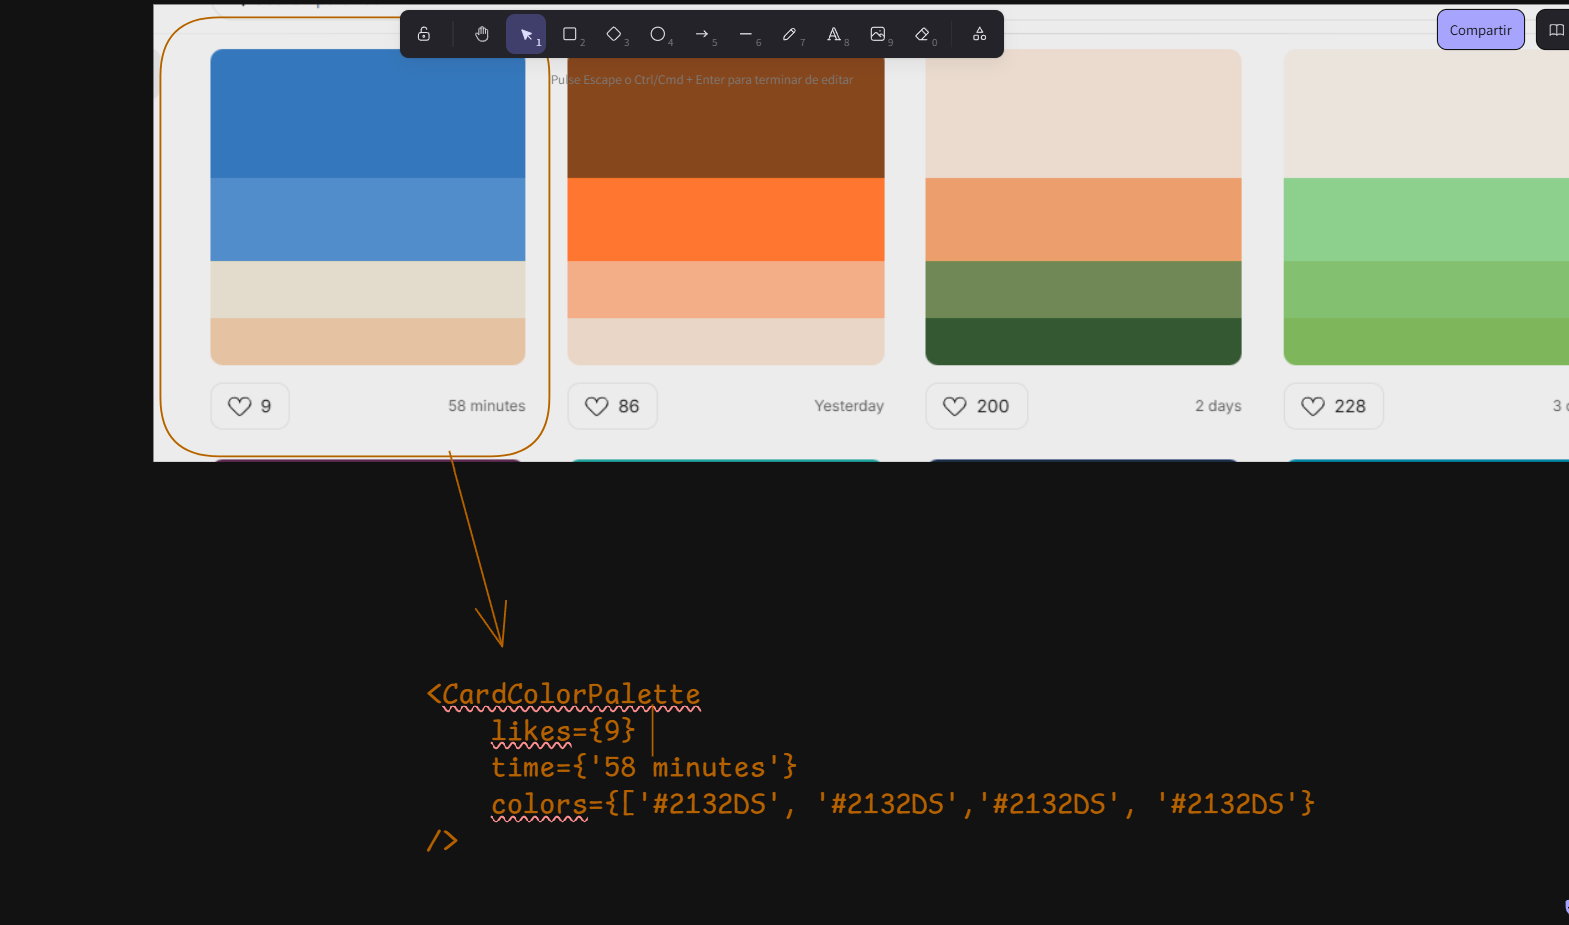 1 2 3 4 5 6 7 8 9 0
Compartir
Pulse Escape o Ctrl/Cmd + Enter para terminar de editar
9 58 minutes
86 Yesterday
200 2 days
228 3
<CardColorPalette
likes={9}
time={'58 minutes'}
colors={['#2132DS', '#2132DS','#2132DS', '#2132DS'}
/>